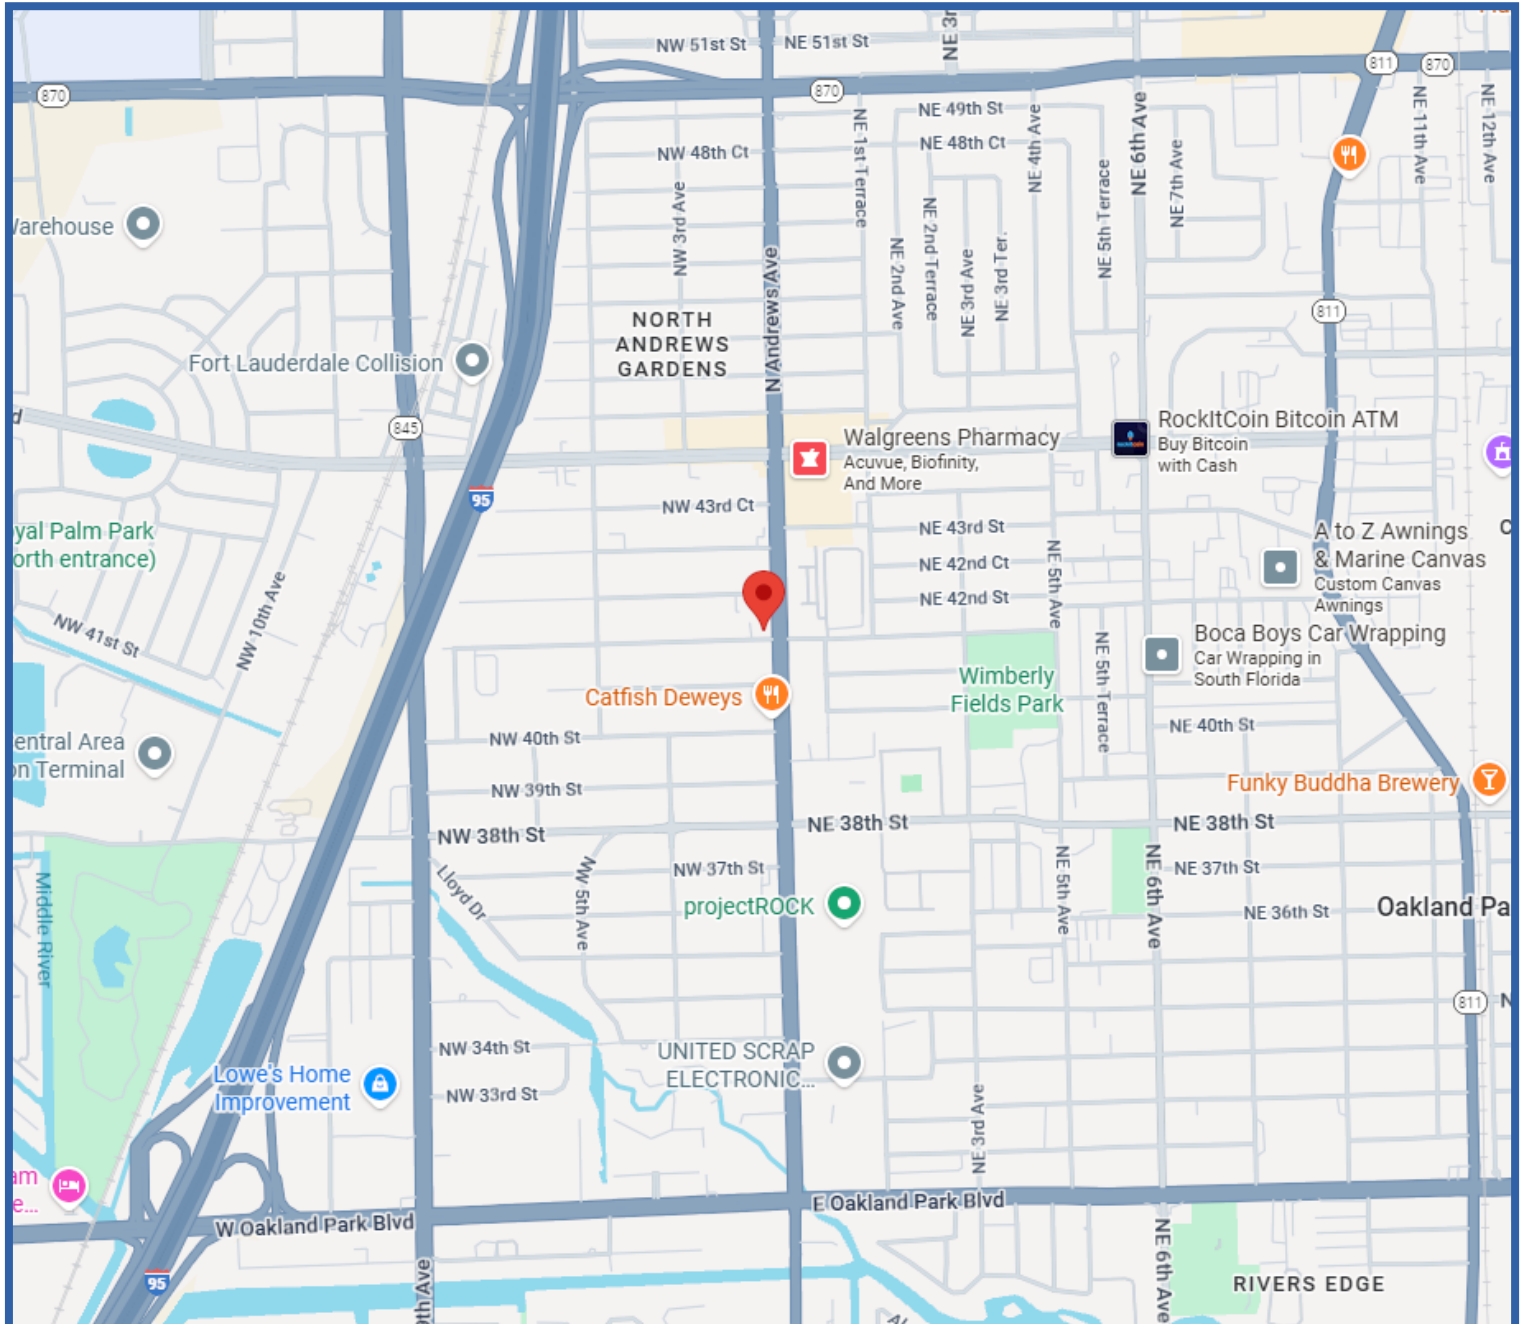 NW 51st St
NE 51st St
NE 3r
811
870
870
870
NE 49th St
NW 48th Ct
NE 48th Ct
NE 1st Terrace
NE 4th Ave
NE 6th Ave
NE 7th Ave
NE 11th Ave
NE 12th Ave
NW 3rd Ave
NE 5th Terrace
NE 2nd Ave
NE 2nd Terrace
NE 3rd Ave
NE 3rd Ter.
Warehouse
N Andrews Ave
NORTH
ANDREWS
GARDENS
811
Fort Lauderdale Collision
d
845
Walgreens Pharmacy
Acuvue, Biofinity,
And More
RockItCoin Bitcoin ATM
Buy Bitcoin
with Cash
95
NW 43rd Ct
NE 43rd St
NE 42nd Ct
NE 42nd St
NE 5th Ave
A to Z Awnings
& Marine Canvas
Custom Canvas
Awnings
C
yal Palm Park
orth entrance)
NW 10th Ave
NW 41st St
Boca Boys Car Wrapping
Car Wrapping in
South Florida
Wimberly
Fields Park
NE 5th Terrace
Catfish Deweys
NE 40th St
NW 40th St
entral Area
on Terminal
NW 39th St
Funky Buddha Brewery
NW 38th St
NE 38th St
NE 38th St
NW 37th St
NE 37th St
Lloyd Dr
NW 5th Ave
NE 5th Ave
NE 6th Ave
Middle River
projectROCK
NE 36th St
Oakland Pa
811
N
NW 34th St
UNITED SCRAP
ELECTRONIC...
Lowe's Home
Improvement
NW 33rd St
NE 3rd Ave
am
e...
W Oakland Park Blvd
E Oakland Park Blvd
95
9th Ave
NE 6th Ave
RIVERS EDGE